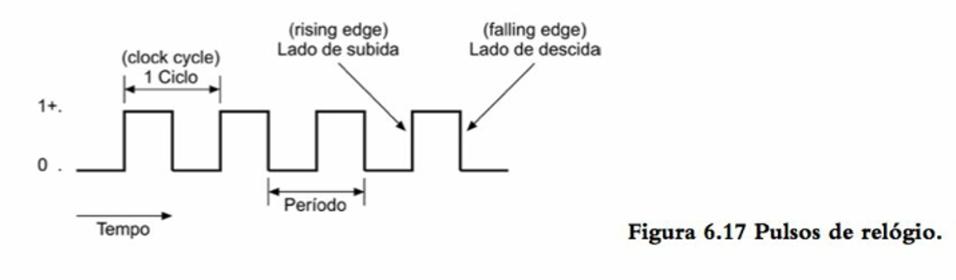 (rising edge)
Lado de subida
(falling edge)
Lado de descida
(clock cycle)
1 Ciclo
1+.
0 .
Período
Tempo
Figura 6.17 Pulsos de relógio.